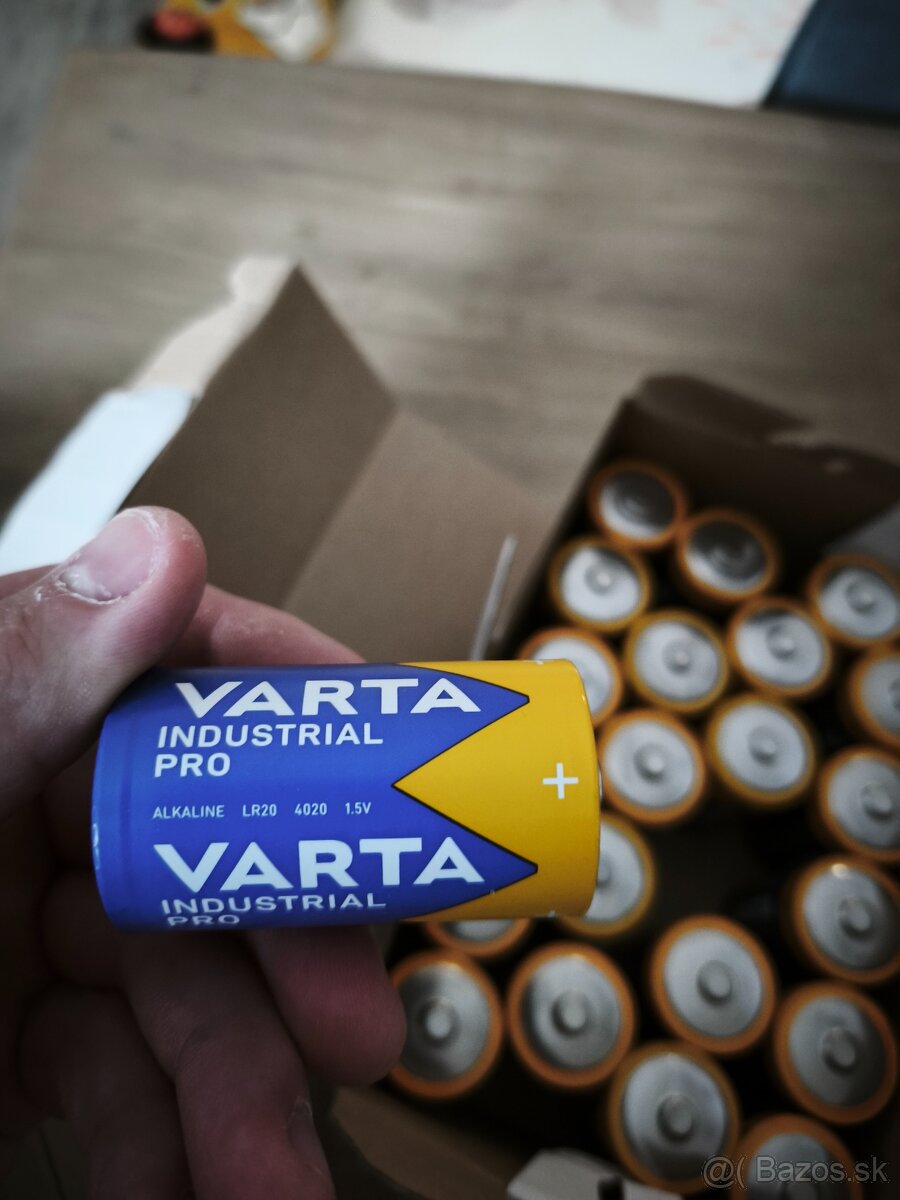 VARTA
INDUSTRIAL
PRO
ALKALINE LR20 4020 1.5V
+
VARTA
INDUSTRIAL
PRO
@( Bazos.sk